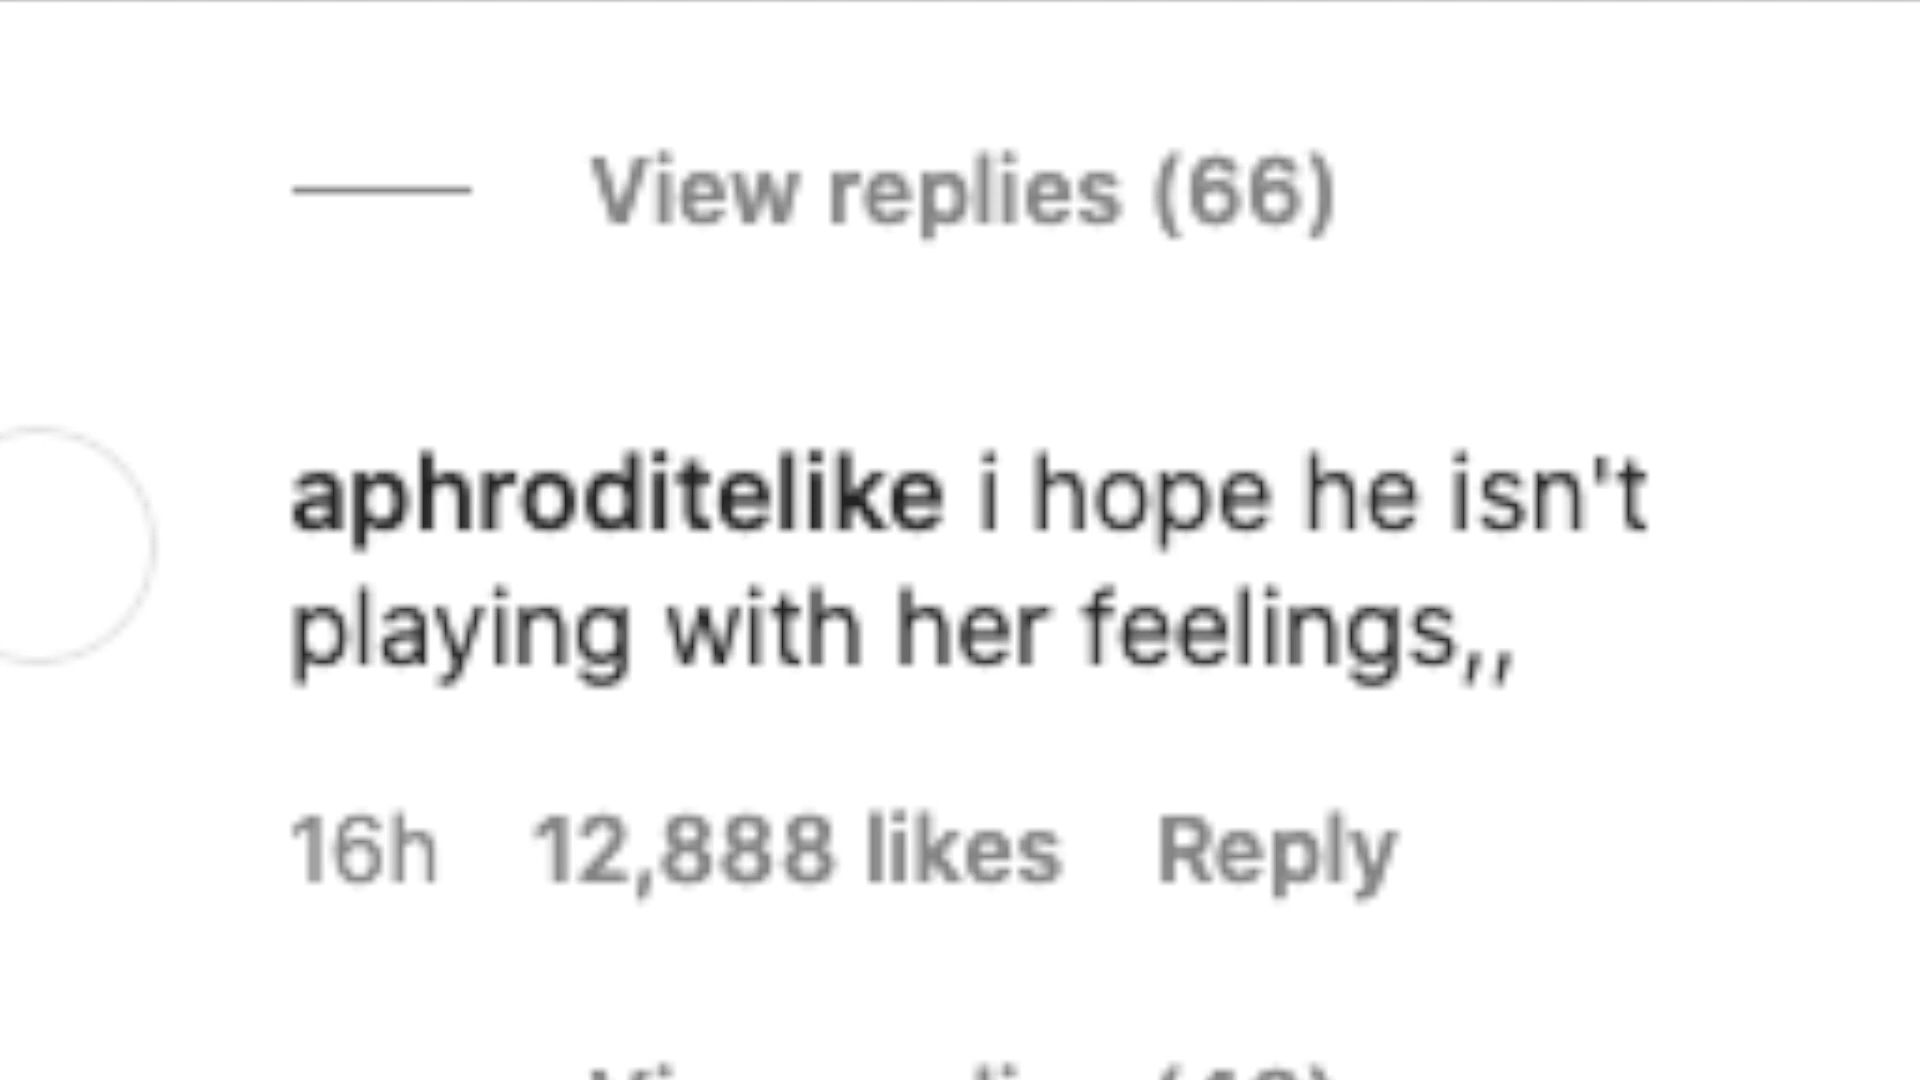 View replies (66)
aphroditelike i hope he isn't
playing with her feelings,,
16h 12,888 likes Reply